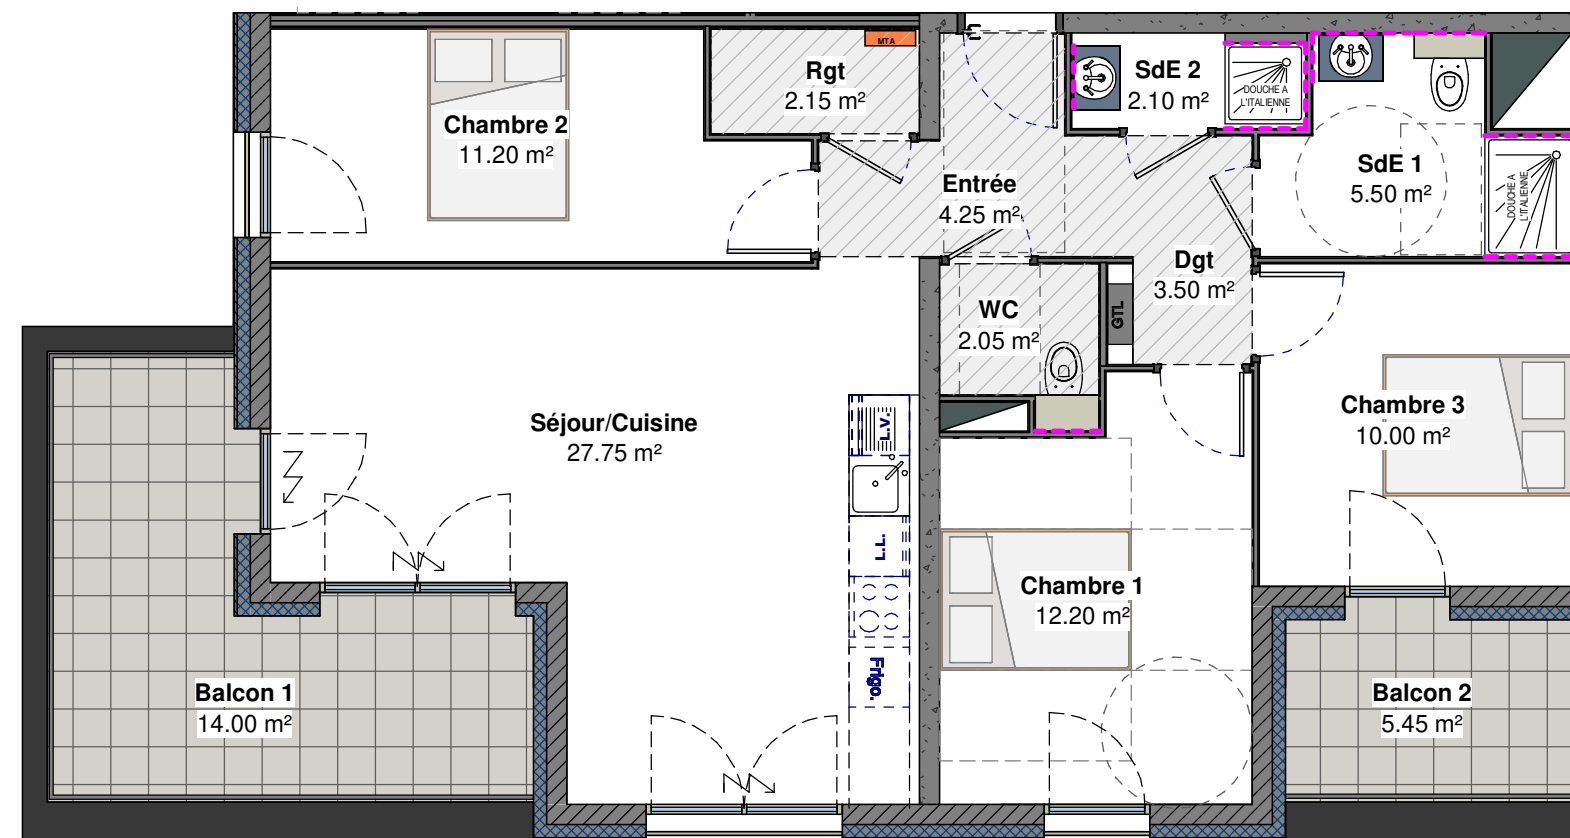 MTA
Rgt
2.15 m²
SdE 2
2.10 m²
DOUCHE A
L'ITALIENNE
Chambre 2
11.20 m²
SdE 1
5.50 m²
DOUCHE A
L'ITALIENNE
Entrée
4.25 m²
Dgt
3.50 m²
WC
2.05 m²
GTL
Séjour/Cuisine
27.75 m²
L.V.
Chambre 3
10.00 m²
L.L.
Chambre 1
12.20 m²
Frigo.
Balcon 1
14.00 m²
Balcon 2
5.45 m²